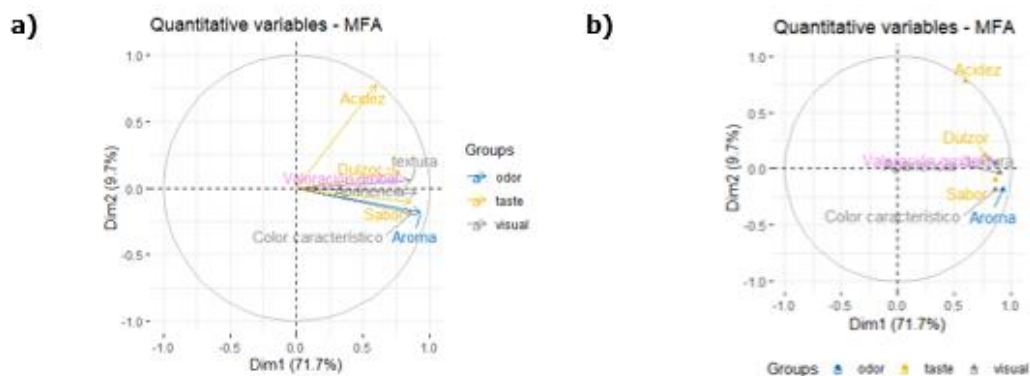 a)
Quantitative variables - MFA
1.0
0.5
0.0
-0.5
-1.0
Dim2 (9.7%)
Acidez
Dulzor
textura
Valoración global
Apariencia
Sabor
Color característico
Aroma
-1.0 -0.5 0.0 0.5 1.0
Dim1 (71.7%)
Groups
odor
taste
visual
b)
Quantitative variables - MFA
1.0
0.5
0.0
-0.5
-1.0
Dim2 (9.7%)
Acidez
Dulzor
Sabor
Color característico
Aroma
-1.0 -0.5 0.0 0.5 1.0
Dim1 (71.7%)
Groups odor taste visual